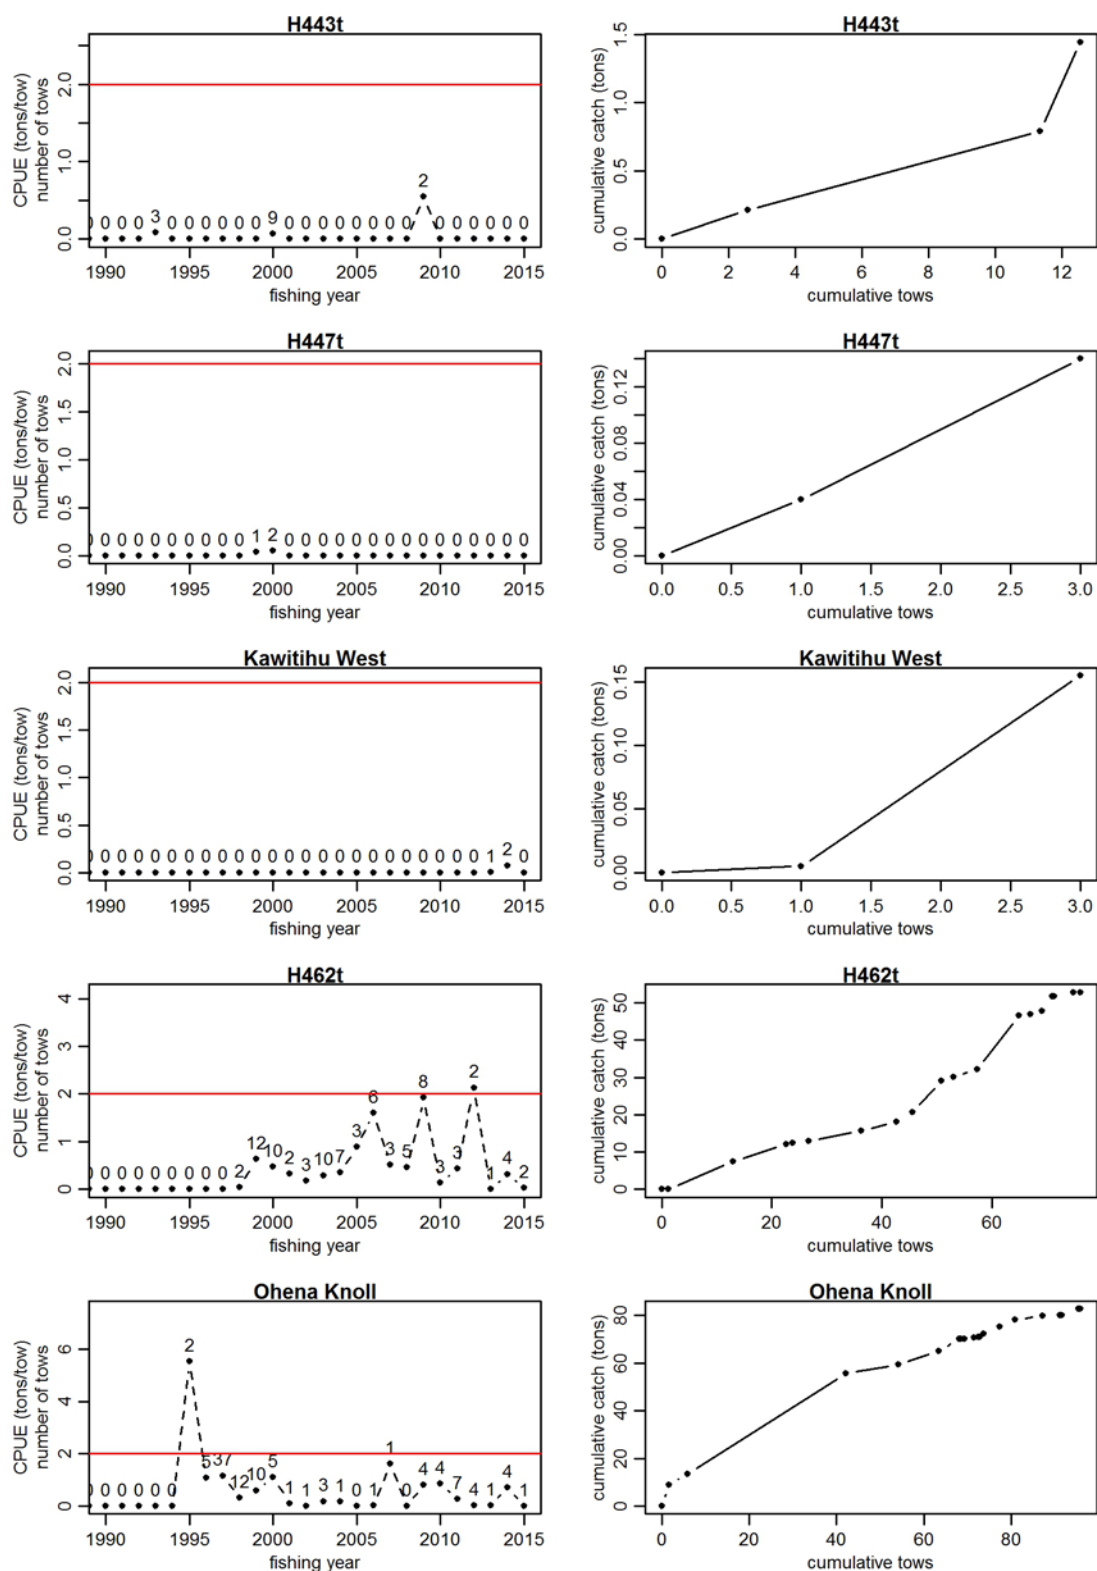 H443t
CPUE (tons/tow)
number of tows
2.0
1.0
0.0
0 0 0 0 3 0 0 0 0 0 0 9 0 0 0 0 0 0 0 0 2 0 0 0 0 0 0
1990 1995 2000 2005 2010 2015
fishing year
H443t
cumulative catch (tons)
1.5
1.0
0.5
0.0
0 2 4 6 8 10 12
cumulative tows
H447t
CPUE (tons/tow)
number of tows
2.0
1.5
1.0
0.5
0.0
0 0 0 0 0 0 0 0 0 0 1 2 0 0 0 0 0 0 0 0 0 0 0 0 0 0 0
1990 1995 2000 2005 2010 2015
fishing year
H447t
cumulative catch (tons)
0.12
0.08
0.04
0.00
0.0 0.5 1.0 1.5 2.0 2.5 3.0
cumulative tows
Kawitihu West
CPUE (tons/tow)
number of tows
2.0
1.5
1.0
0.5
0.0
0 0 0 0 0 0 0 0 0 0 0 0 0 0 0 0 0 0 0 0 0 0 0 0 1 2 0
1990 1995 2000 2005 2010 2015
fishing year
Kawitihu West
cumulative catch (tons)
0.15
0.10
0.05
0.00
0.0 0.5 1.0 1.5 2.0 2.5 3.0
cumulative tows
H462t
CPUE (tons/tow)
number of tows
4
3
2
1
0
0 0 0 0 0 0 0 0 0 2 12 10 2 3 10 7 3 6 3 5 8 3 3 2 1 4 2
1990 1995 2000 2005 2010 2015
fishing year
H462t
cumulative catch (tons)
50
40
30
20
10
0
0 20 40 60
cumulative tows
Ohena Knoll
CPUE (tons/tow)
number of tows
6
4
2
0
0 0 0 0 0 0 2 5 37 12 10 5 1 1 3 1 0 1 1 0 4 4 7 4 1 4 1
1990 1995 2000 2005 2010 2015
fishing year
Ohena Knoll
cumulative catch (tons)
80
60
40
20
0
0 20 40 60 80
cumulative tows